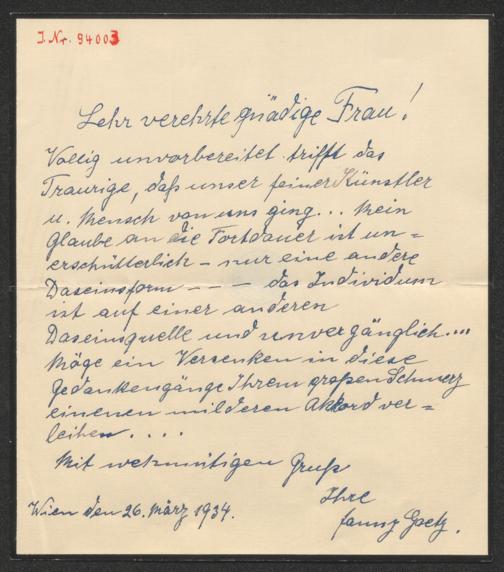 J. Nr. 94003
Sehr verehrte gnädige Frau!
Völlig unvorbereitet trifft das
Traurige, daß unser feiner Künstler
u. Mensch von uns ging... Mein
Glaube an die Fortdauer ist un=
erschütterlich – nur eine andere
Daseinsform – – – das Individum
ist auf einer anderen
Daseinsquelle und unvergänglich...
Möge ein Versenken in diese
Gedankengänge Ihrem großen Schmerz
einenen milderen Akkord ver=
leihen....
Mit wehmütigen Gruß
Ihre
Wien den 26. März 1934.
Fanny Goetz.